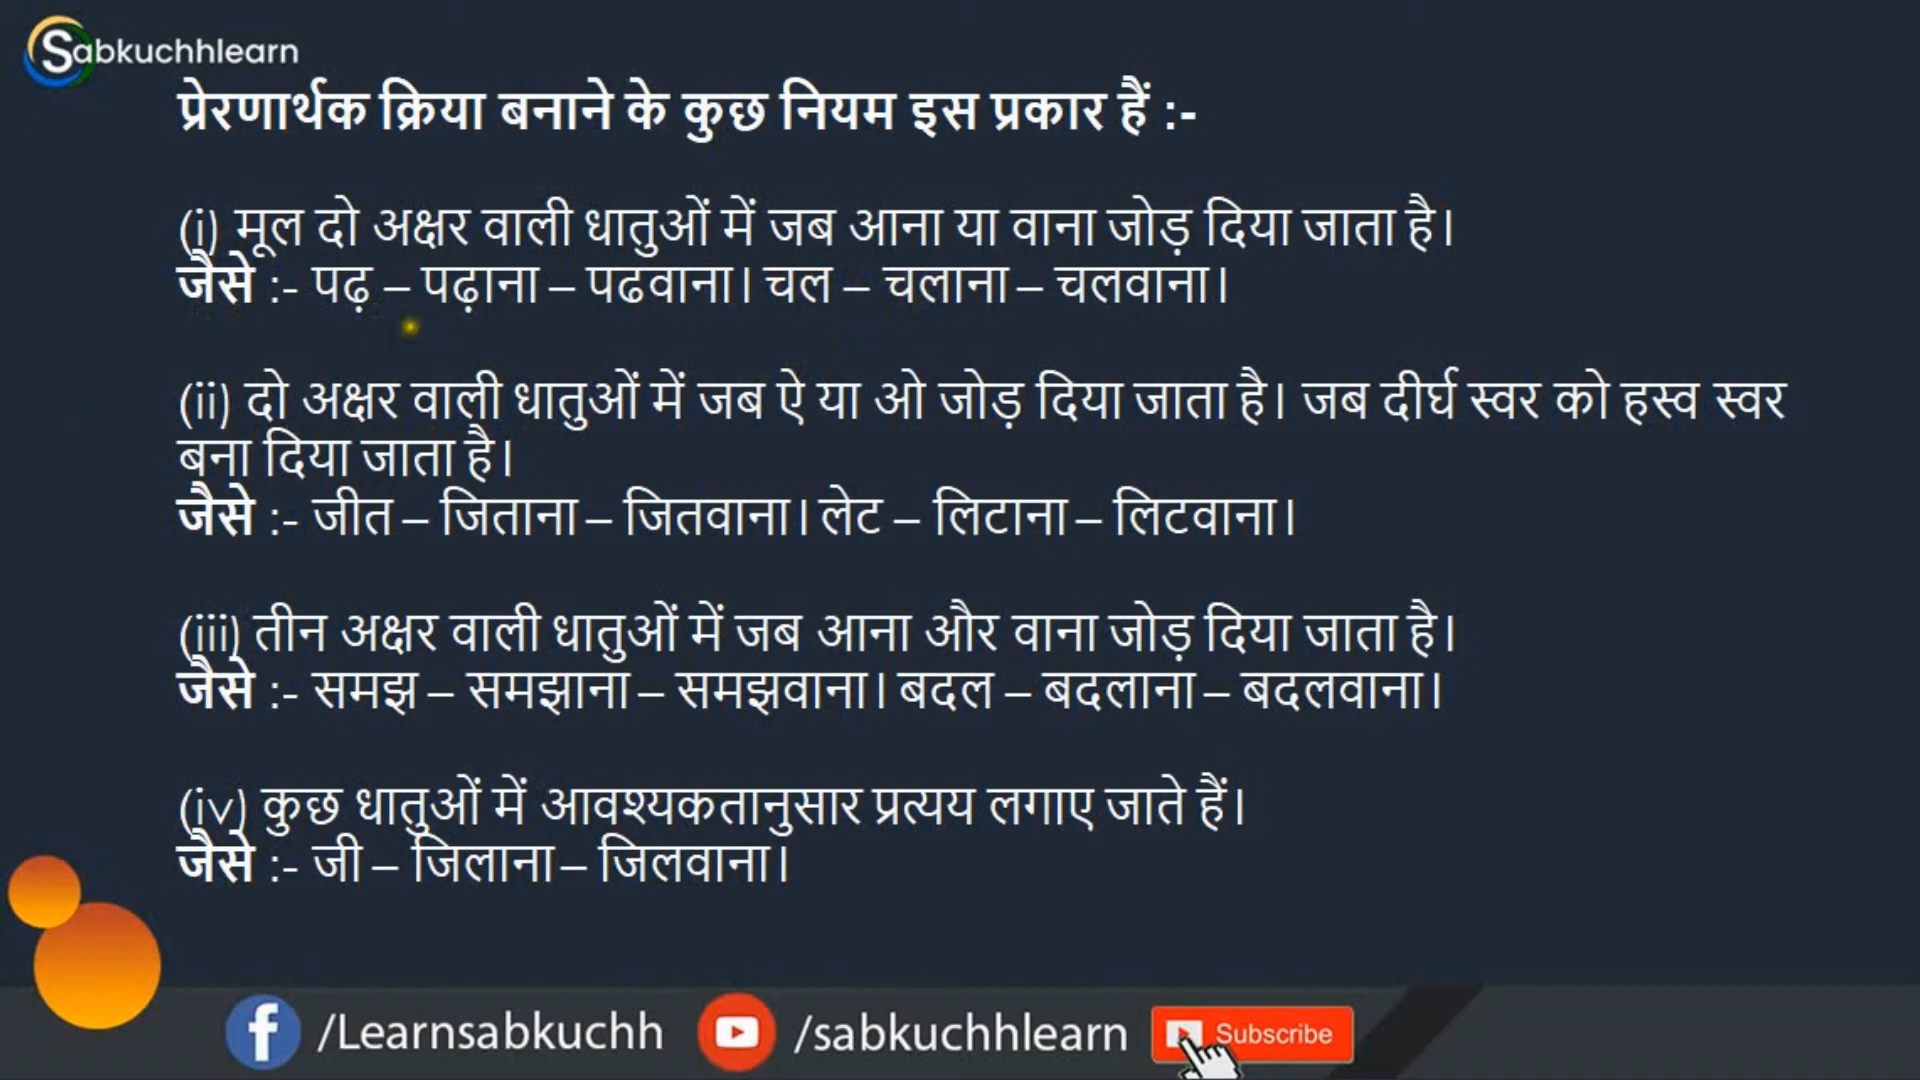 Sabkuchhlearn
प्रेरणार्थक क्रिया बनाने के कुछ नियम इस प्रकार हैं :-
(i) मूल दो अक्षर वाली धातुओं में जब आना या वाना जोड़ दिया जाता है।
जैसे :- पढ़ – पढ़ाना – पढवाना। चल – चलाना – चलवाना।
(ii) दो अक्षर वाली धातुओं में जब ऐ या ओ जोड़ दिया जाता है। जब दीर्घ स्वर को हस्व स्वर
बना दिया जाता है।
जैसे :- जीत – जिताना – जितवाना। लेट – लिटाना – लिटवाना।
(iii) तीन अक्षर वाली धातुओं में जब आना और वाना जोड़ दिया जाता है।
जैसे :- समझ – समझाना – समझवाना। बदल – बदलाना – बदलवाना।
(iv) कुछ धातुओं में आवश्यकतानुसार प्रत्यय लगाए जाते हैं।
जैसे :- जी – जिलाना – जिलवाना।
/Learnsabkuchh /sabkuchhlearn Subscribe